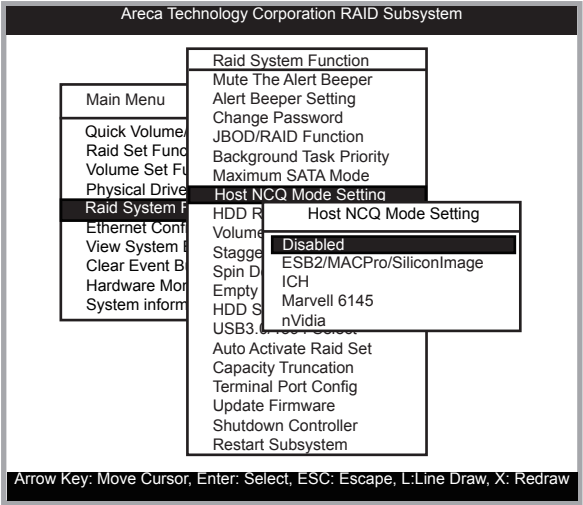 Areca Technology Corporation RAID Subsystem
Main Menu
Quick Volume/
Raid Set Func
Volume Set Fu
Physical Drive
Raid System F
Ethernet Conf
View System E
Clear Event B
Hardware Mon
System inform
Raid System Function
Mute The Alert Beeper
Alert Beeper Setting
Change Password
JBOD/RAID Function
Background Task Priority
Maximum SATA Mode
Host NCQ Mode Setting
HDD R
Volume
Stagge
Spin D
Empty
HDD S
USB3.0/1394 Select
Auto Activate Raid Set
Capacity Truncation
Terminal Port Config
Update Firmware
Shutdown Controller
Restart Subsystem
Host NCQ Mode Setting
Disabled
ESB2/MACPro/SiliconImage
ICH
Marvell 6145
nVidia
Arrow Key: Move Cursor, Enter: Select, ESC: Escape, L:Line Draw, X: Redraw